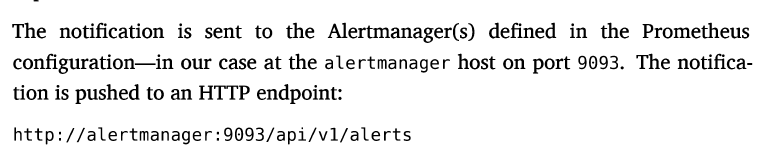 The notification is sent to the Alertmanager(s) defined in the Prometheus
configuration—in our case at the alertmanager host on port 9093. The notifica-
tion is pushed to an HTTP endpoint:
http://alertmanager:9093/api/v1/alerts